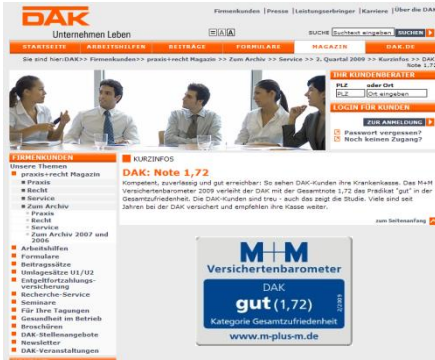 Firmenkunden | Presse | Leistungserbringer | Karriere | Über die DAK
DAK
Unternehmen Leben
A A A
SUCHE Suchtext eingeben SUCHEN
STARTSEITE ARBEITSHILFEN BEITRÄGE FORMULARE MAGAZIN DAK.DE
Sie sind hier:DAK>> Firmenkunden>> praxis+recht Magazin >> Zum Archiv >> Service >> 2. Quartal 2009 >> Kurzinfos >> DAK:
Note 1,72
IHR KUNDENBERATER
PLZ oder Ort
PLZ Ort eingeben
LOGIN FÜR KUNDEN
ZUR ANMELDUNG
Passwort vergessen?
Noch keinen Zugang?
FIRMENKUNDEN
Unsere Themen
praxis+recht Magazin
Praxis
Recht
Service
Zum Archiv
- Praxis
- Recht
- Service
- Zum Archiv 2007 und
2006
Arbeitshilfen
Formulare
Beitragssätze
Umlagesätze U1/U2
Entgeltfortzahlungs-
versicherung
Recherche-Service
Seminare
Für Ihre Tagungen
Gesundheit im Betrieb
Broschüren
DAK-Stellenangebote
Newsletter
DAK-Veranstaltungen
KURZINFOS
DAK: Note 1,72
Kompetent, zuverlässig und gut erreichbar: So sehen DAK-Kunden ihre Krankenkasse. Das M+M
Versichertenbarometer 2009 verleiht der DAK mit der Gesamtnote 1,72 das Prädikat "gut" in der
Gesamtzufriedenheit. Die DAK-Kunden sind treu - auch das zeigt die Studie. Viele sind seit
Jahren bei der DAK versichert und empfehlen ihre Kasse weiter.
zum Seitenanfang
M+M
Versichertenbarometer
DAK
gut (1,72)
2/2009
Kategorie Gesamtzufriedenheit
www.m-plus-m.de